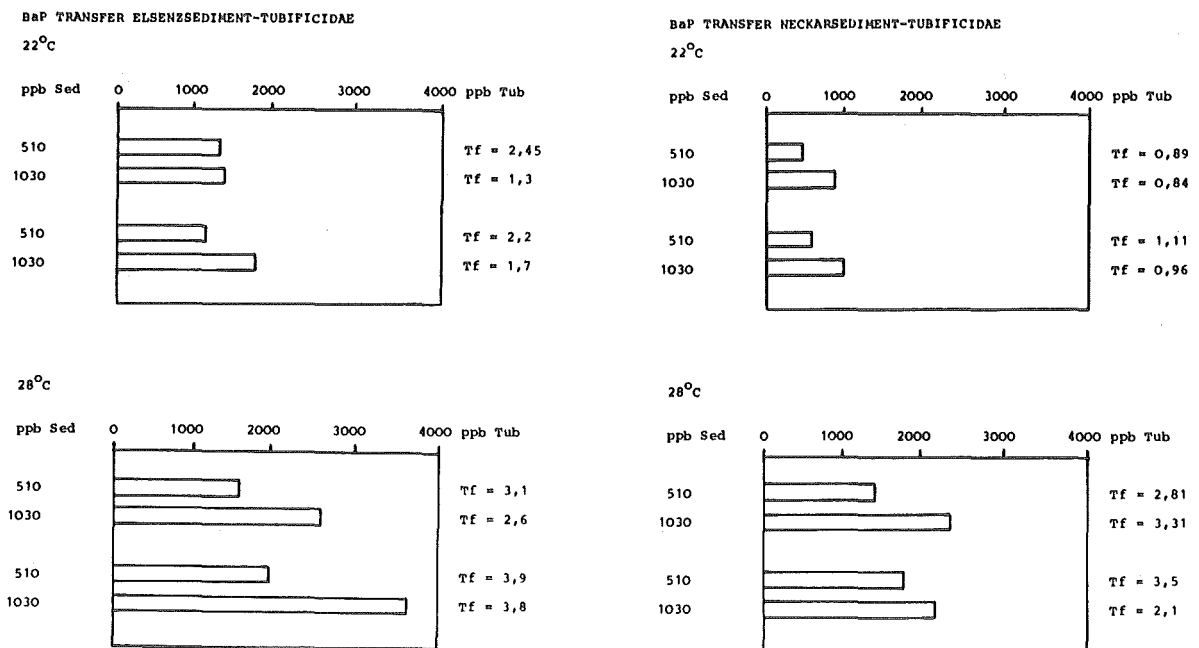 BaP TRANSFER ELSENZSEDIMENT-TUBIFICIDAE
22°C
ppb Sed 0 1000 2000 3000 4000 ppb Tub
510 Tf = 2,45
1030 Tf = 1,3
510 Tf = 2,2
1030 Tf = 1,7
28°C
ppb Sed 0 1000 2000 3000 4000 ppb Tub
510 Tf = 3,1
1030 Tf = 2,6
510 Tf = 3,9
1030 Tf = 3,8
BaP TRANSFER NECKARSEDIMENT-TUBIFICIDAE
22°C
ppb Sed 0 1000 2000 3000 4000 ppb Tub
510 Tf = 0,89
1030 Tf = 0,84
510 Tf = 1,11
1030 Tf = 0,96
28°C
ppb Sed 0 1000 2000 3000 4000 ppb Tub
510 Tf = 2,81
1030 Tf = 3,31
510 Tf = 3,5
1030 Tf = 2,1